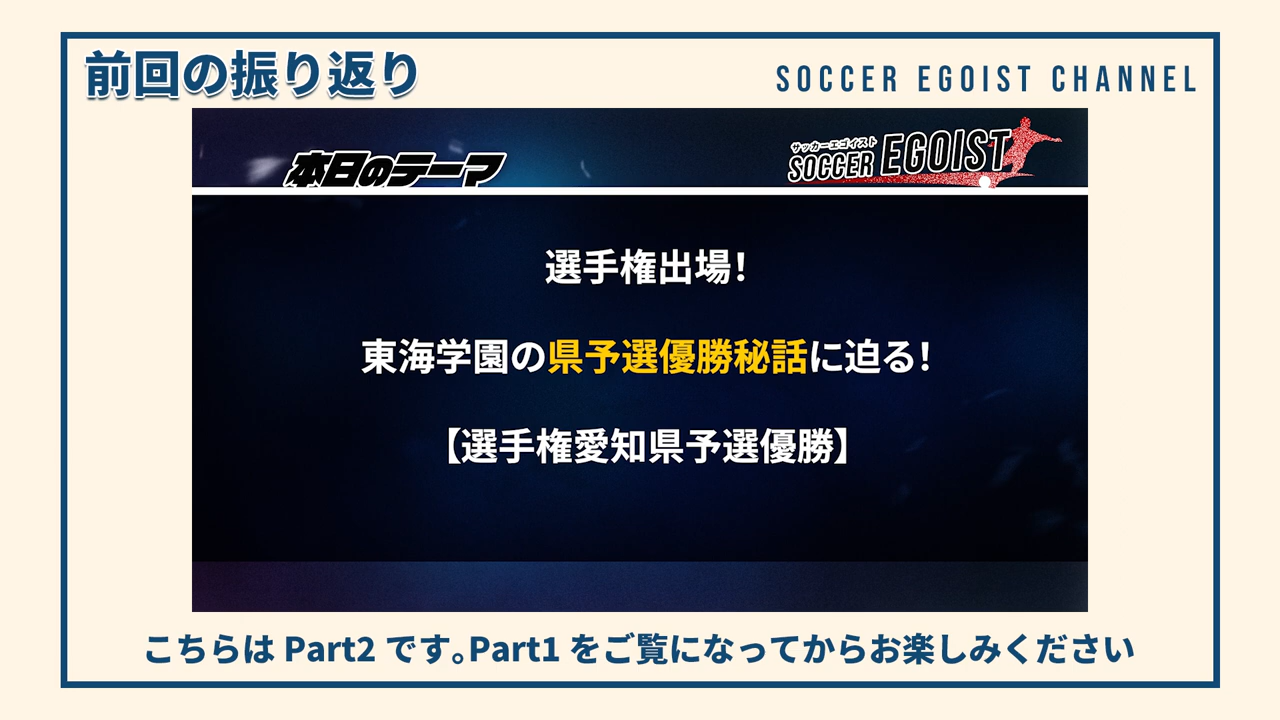 前回の振り返り
SOCCER EGOIST CHANNEL
本日のテーマ
サッカーエゴイスト
SOCCER EGOIST
選手権出場!
東海学園の県予選優勝秘話に迫る!
【選手権愛知県予選優勝】
こちらは Part2 です。Part1 をご覧になってからお楽しみください